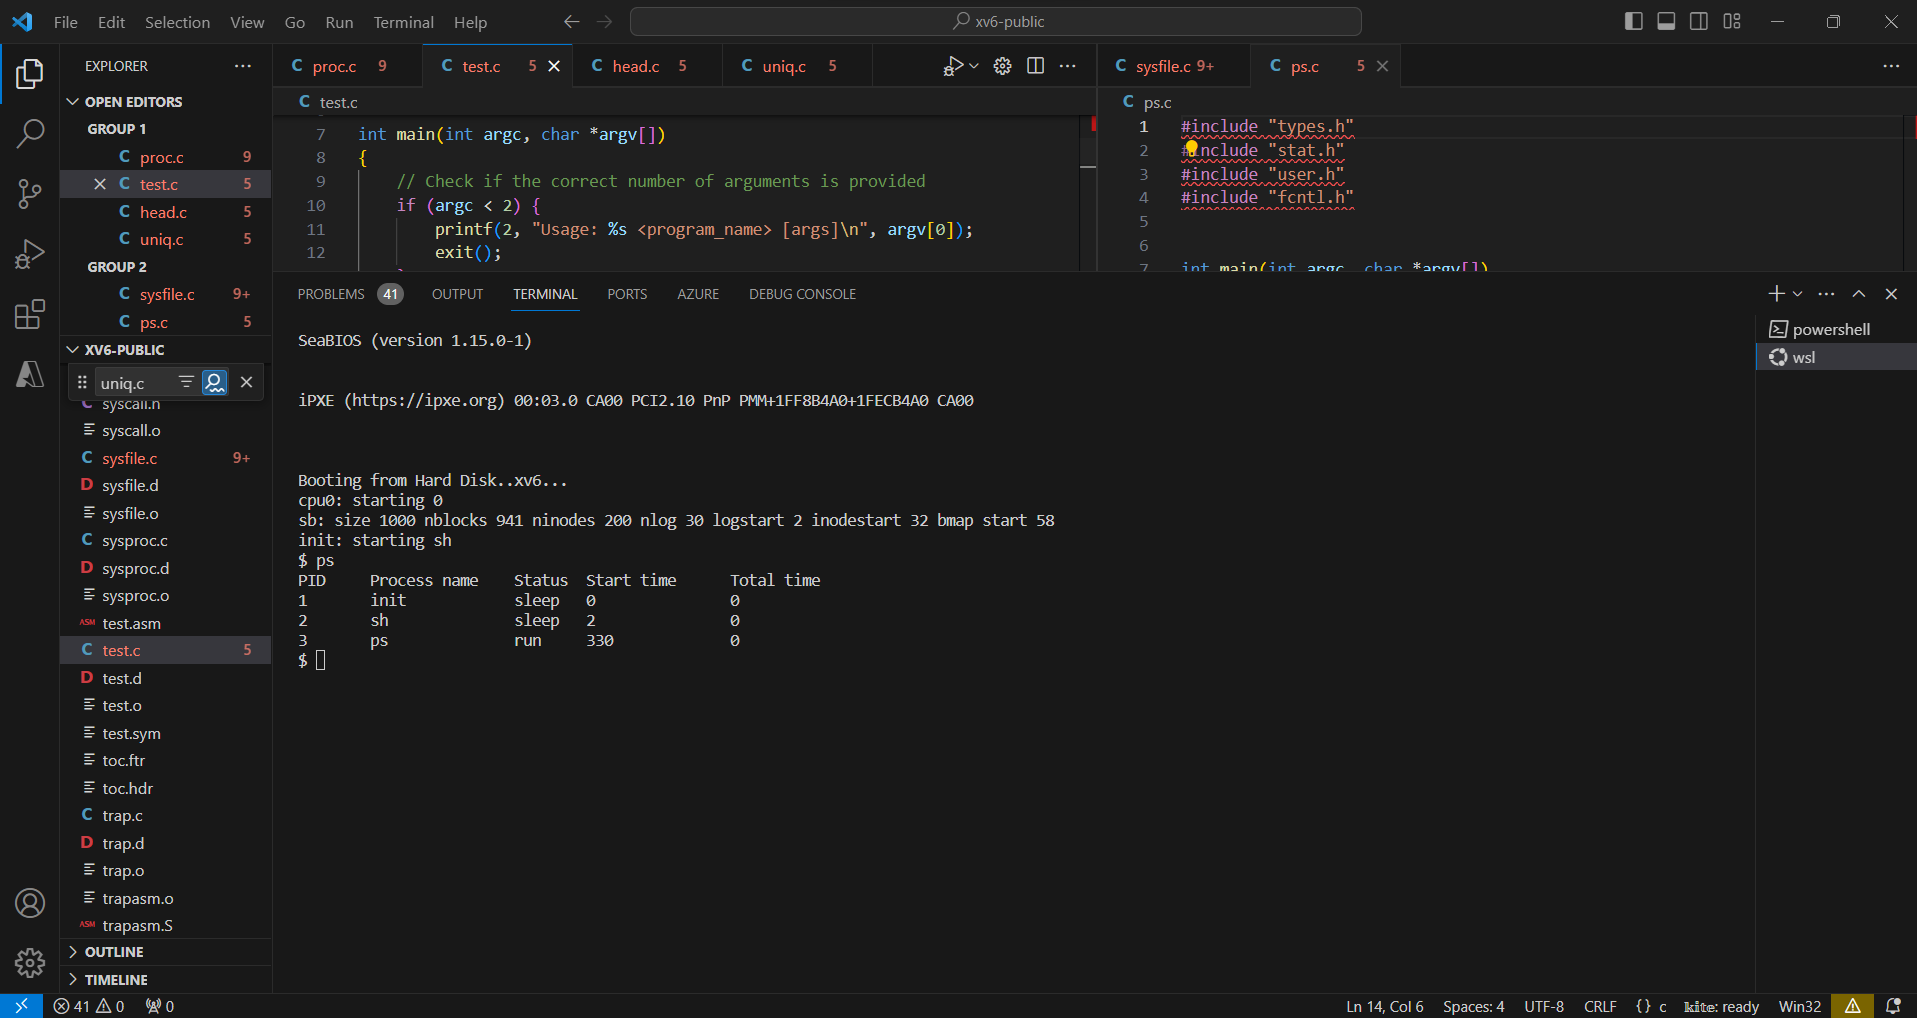 File Edit Selection View Go Run Terminal Help
xv6-public
EXPLORER
OPEN EDITORS
GROUP 1
proc.c 9
test.c 5
head.c 5
uniq.c 5
GROUP 2
sysfile.c 9+
ps.c 5
XV6-PUBLIC
uniq.c
syscall.h
syscall.o
sysfile.c 9+
sysfile.d
sysfile.o
sysproc.c
sysproc.d
sysproc.o
test.asm
test.c 5
test.d
test.o
test.sym
toc.ftr
toc.hdr
trap.c
trap.d
trap.o
trapasm.o
trapasm.S
OUTLINE
TIMELINE
proc.c 9 test.c 5 head.c 5 uniq.c 5
test.c
7 int main(int argc, char *argv[])
8 {
9 // Check if the correct number of arguments is provided
10 if (argc < 2) {
11 printf(2, "Usage: %s <program_name> [args]\n", argv[0]);
12 exit();
sysfile.c 9+ ps.c 5
ps.c
1 #include "types.h"
2 #include "stat.h"
3 #include "user.h"
4 #include "fcntl.h"
5
6
7 int main(int argc, char *argv[])
PROBLEMS 41 OUTPUT TERMINAL PORTS AZURE DEBUG CONSOLE
SeaBIOS (version 1.15.0-1)
iPXE (https://ipxe.org) 00:03.0 CA00 PCI2.10 PnP PMM+1FF8B4A0+1FECB4A0 CA00
Booting from Hard Disk..xv6...
cpu0: starting 0
sb: size 1000 nblocks 941 ninodes 200 nlog 30 logstart 2 inodestart 32 bmap start 58
init: starting sh
$ ps
PID Process name Status Start time Total time
1 init sleep 0 0
2 sh sleep 2 0
3 ps run 330 0
$
powershell
wsl
41 0 0
Ln 14, Col 6 Spaces: 4 UTF-8 CRLF {} c kite: ready Win32